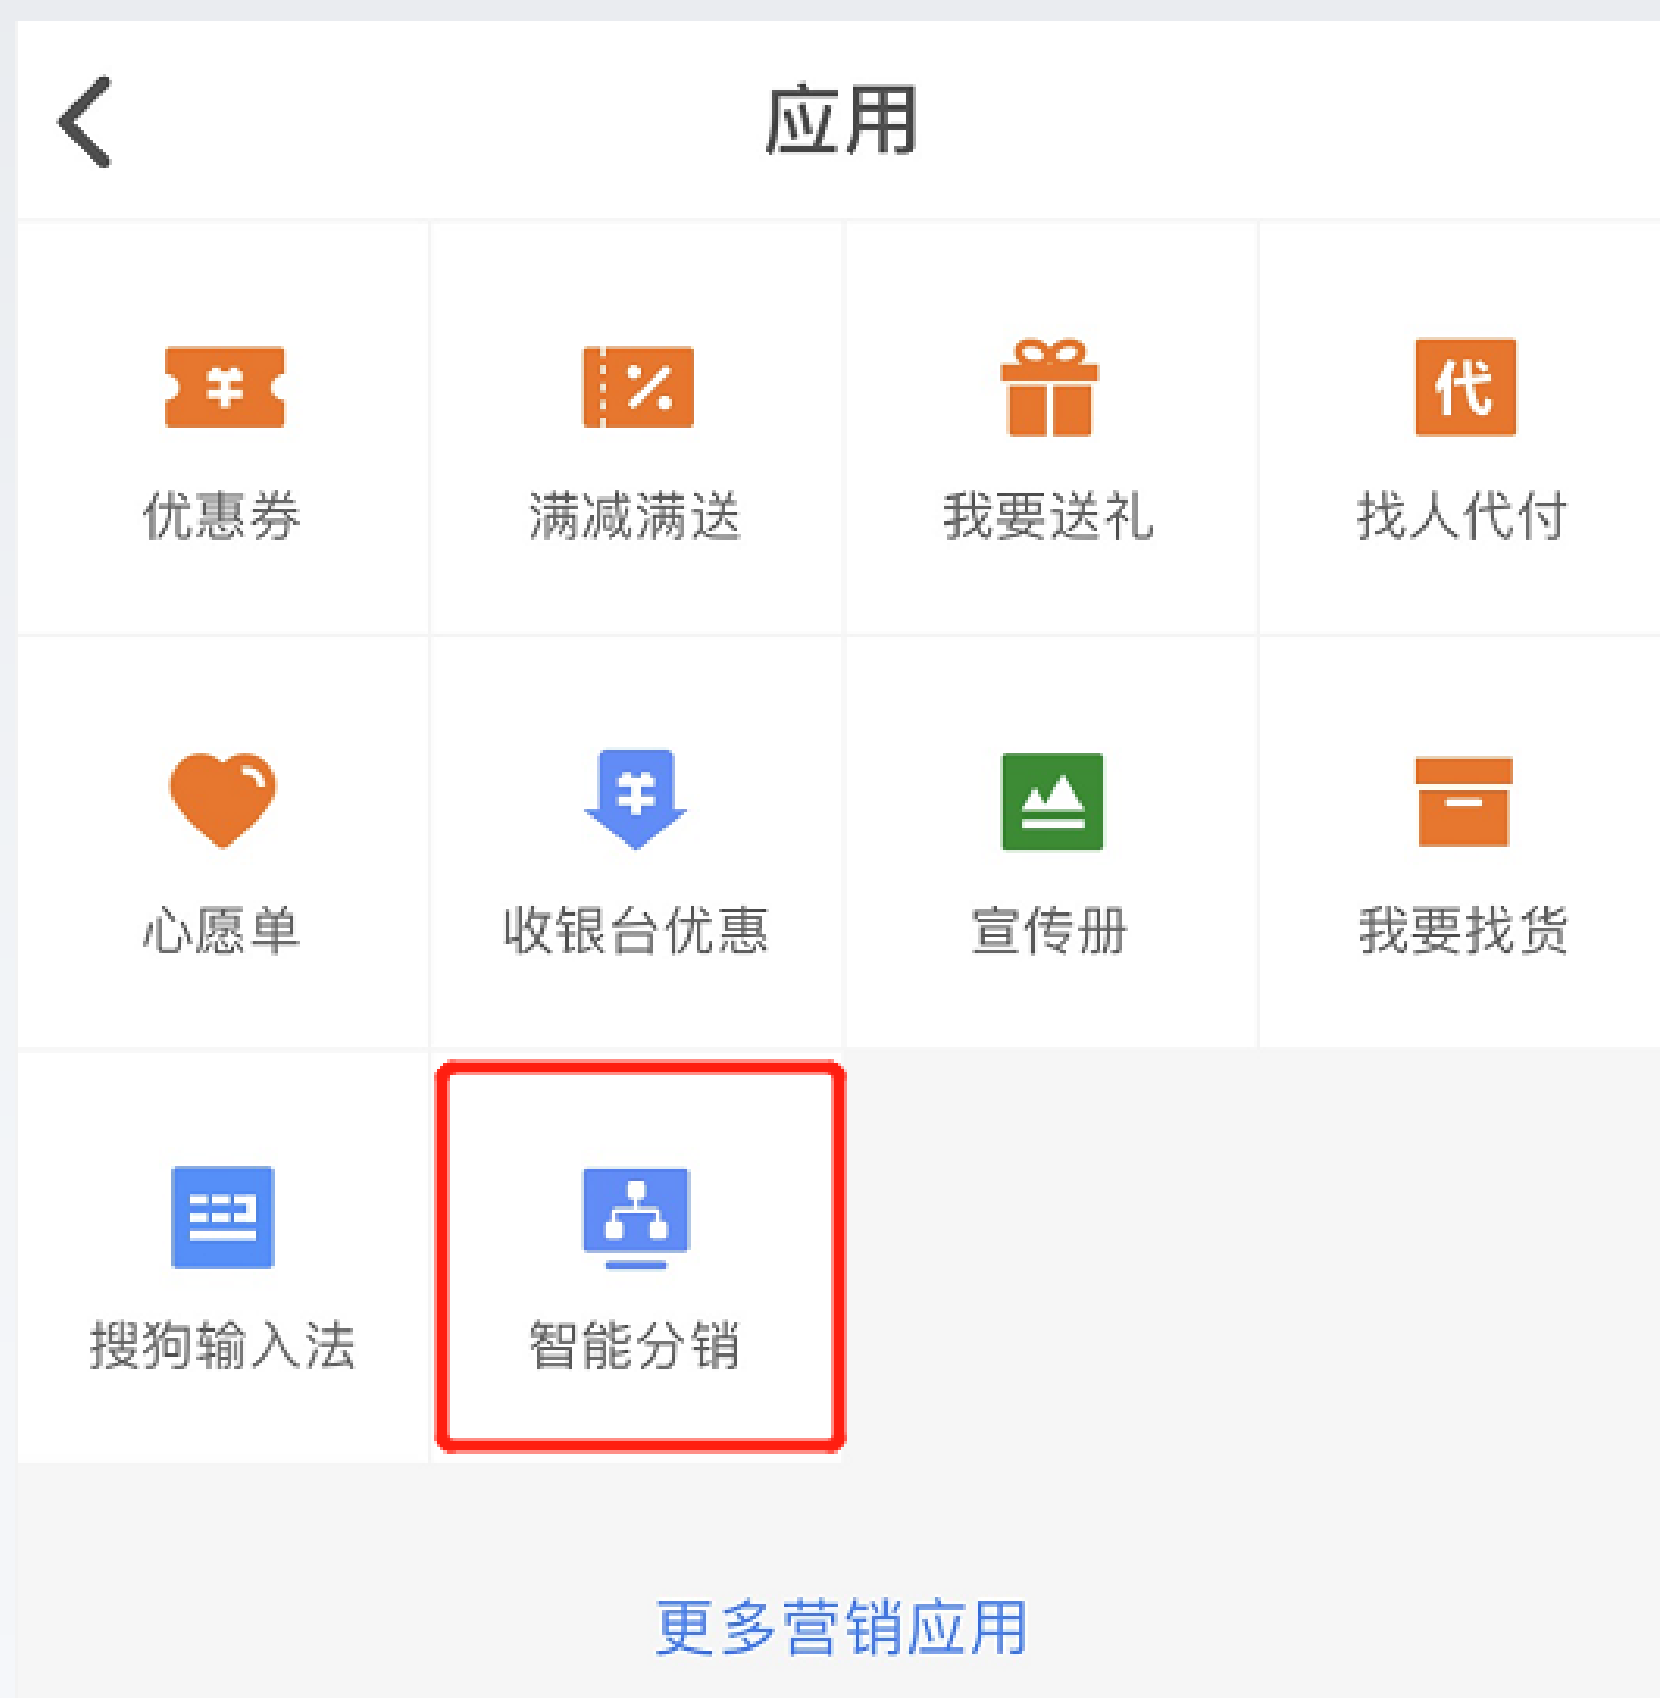 应用
优惠券
满减满送
我要送礼
代
找人代付
心愿单
收银台优惠
宣传册
我要找货
搜狗输入法
智能分销
更多营销应用